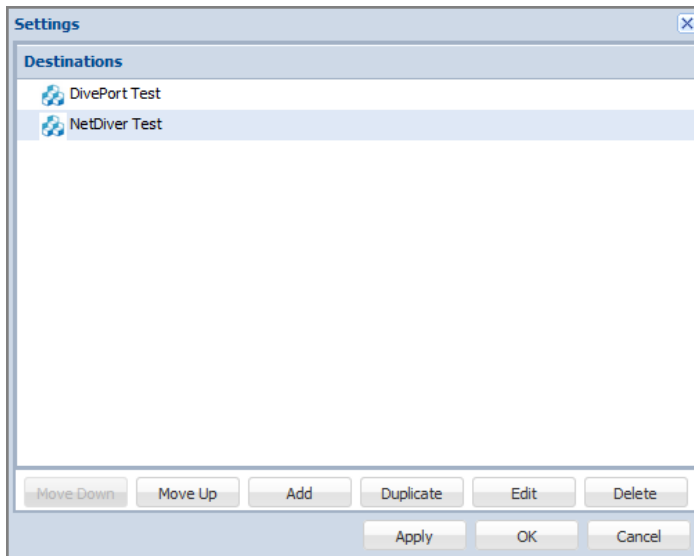 Settings
Destinations
DivePort Test
NetDiver Test
Move Down Move Up Add Duplicate Edit Delete
Apply OK Cancel